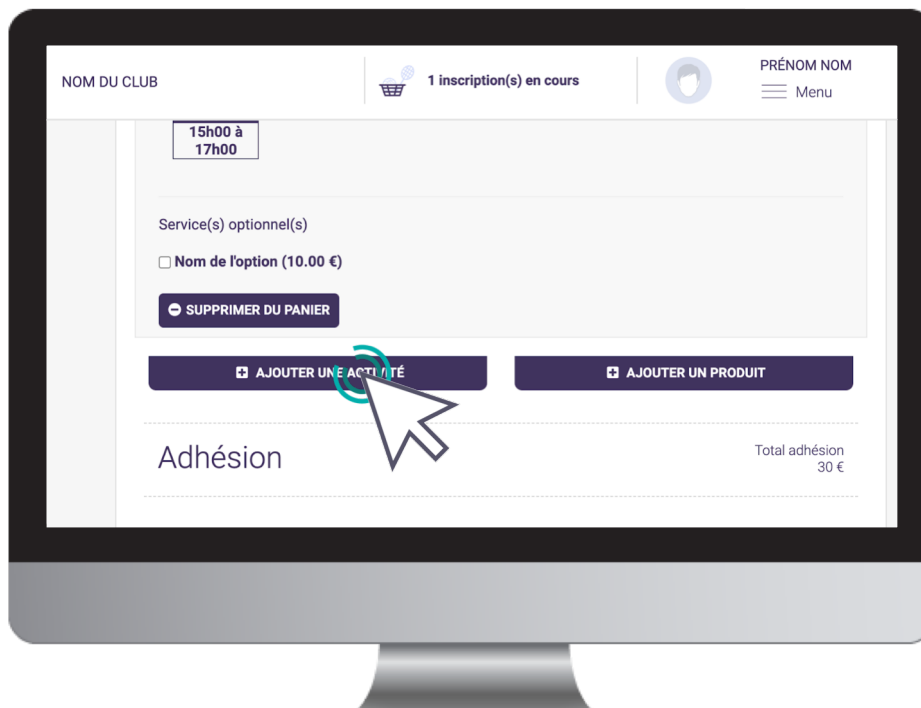 NOM DU CLUB
1 inscription(s) en cours
PRÉNOM NOM
Menu
15h00 à
17h00
Service(s) optionnel(s)
Nom de l'option (10.00 €)
SUPPRIMER DU PANIER
AJOUTER UNE ACTIVITÉ
AJOUTER UN PRODUIT
Adhésion
Total adhésion
30 €